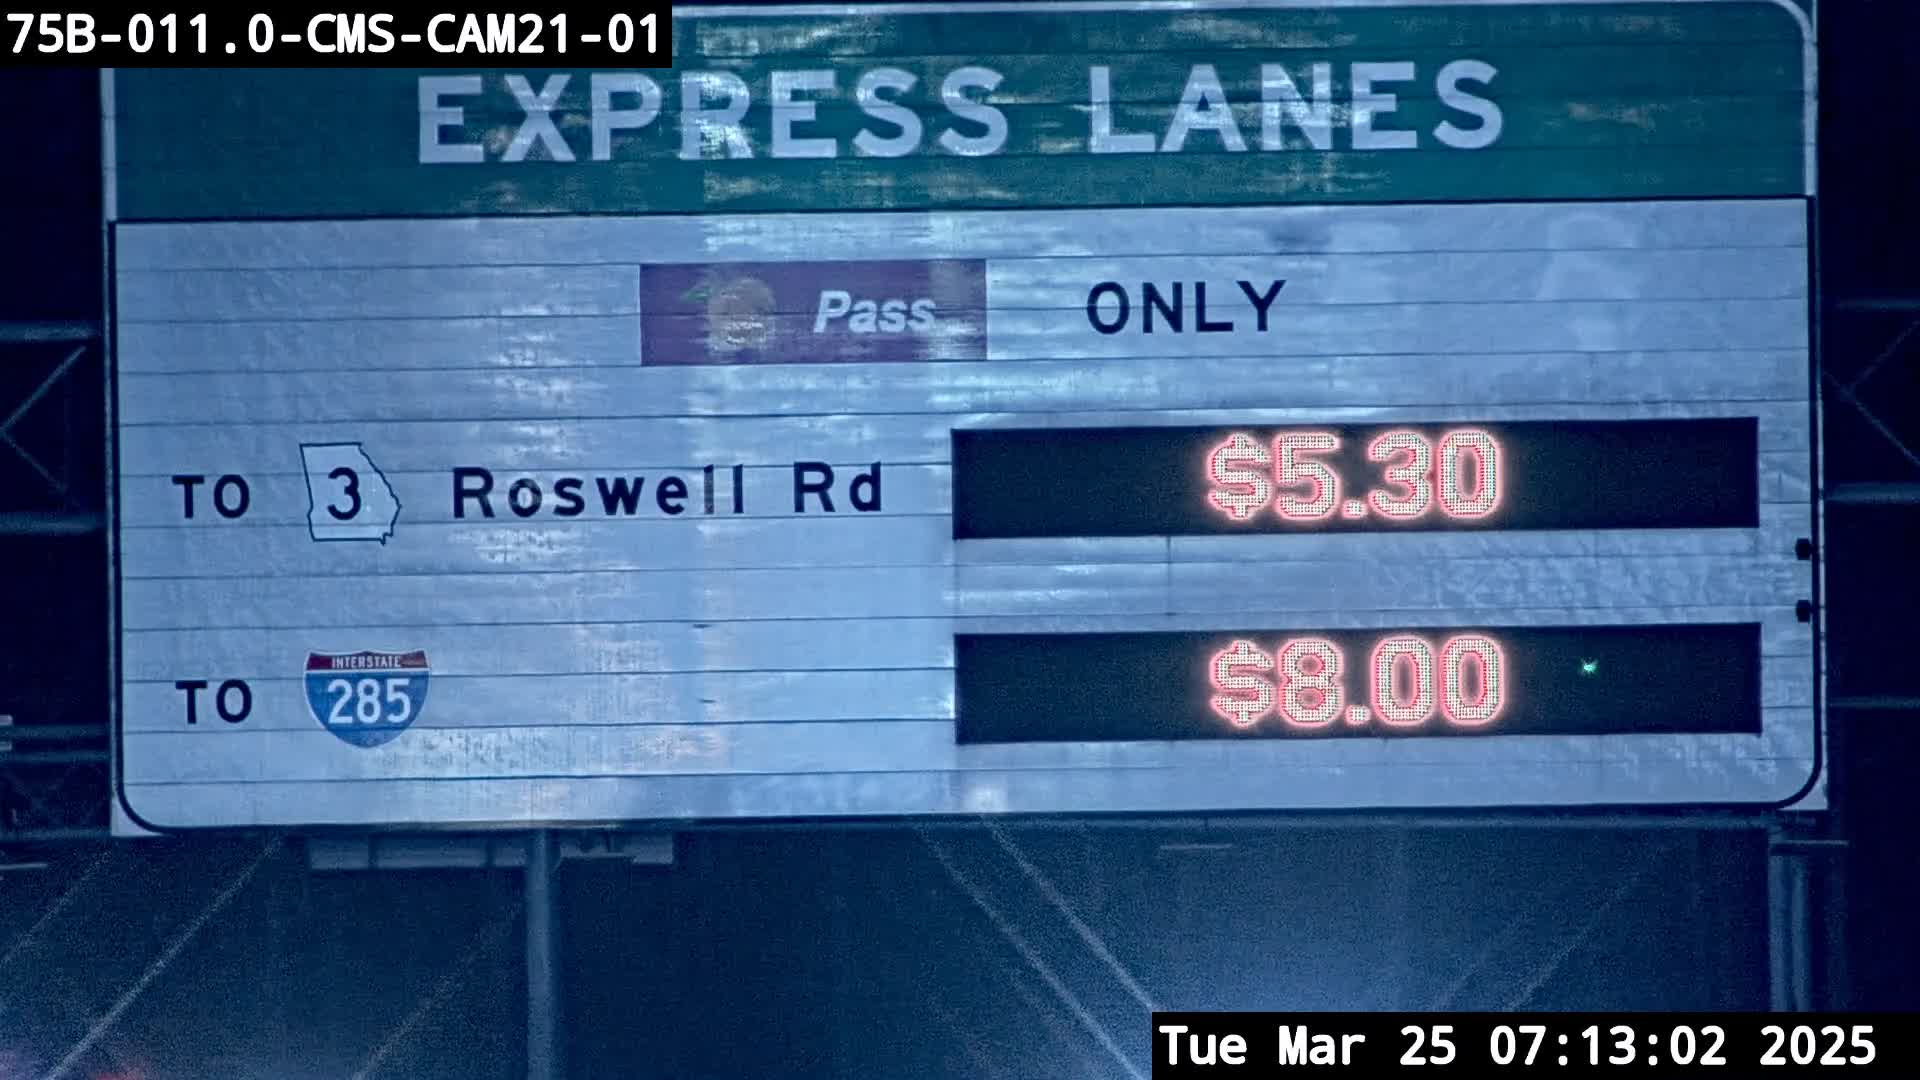 75B-011.0-CMS-CAM21-01
EXPRESS LANES
Pass ONLY
TO 3 Roswell Rd $5.30
INTERSTATE
TO 285 $8.00
Tue Mar 25 07:13:02 2025